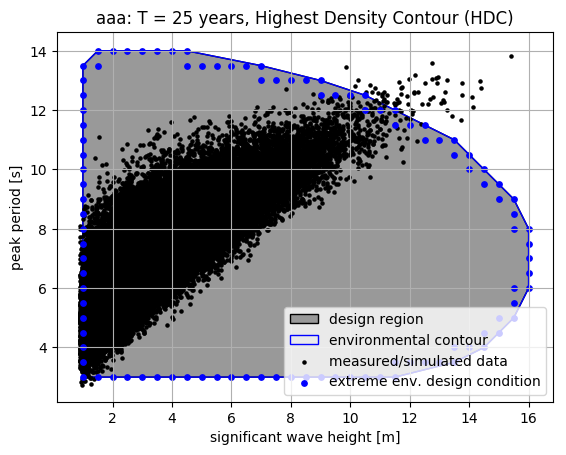 aaa: T = 25 years, Highest Density Contour (HDC)
peak period [s]
14
12
10
8
6
4
design region
environmental contour
measured/simulated data
extreme env. design condition
2
4
6
8
10
12
14
16
significant wave height [m]